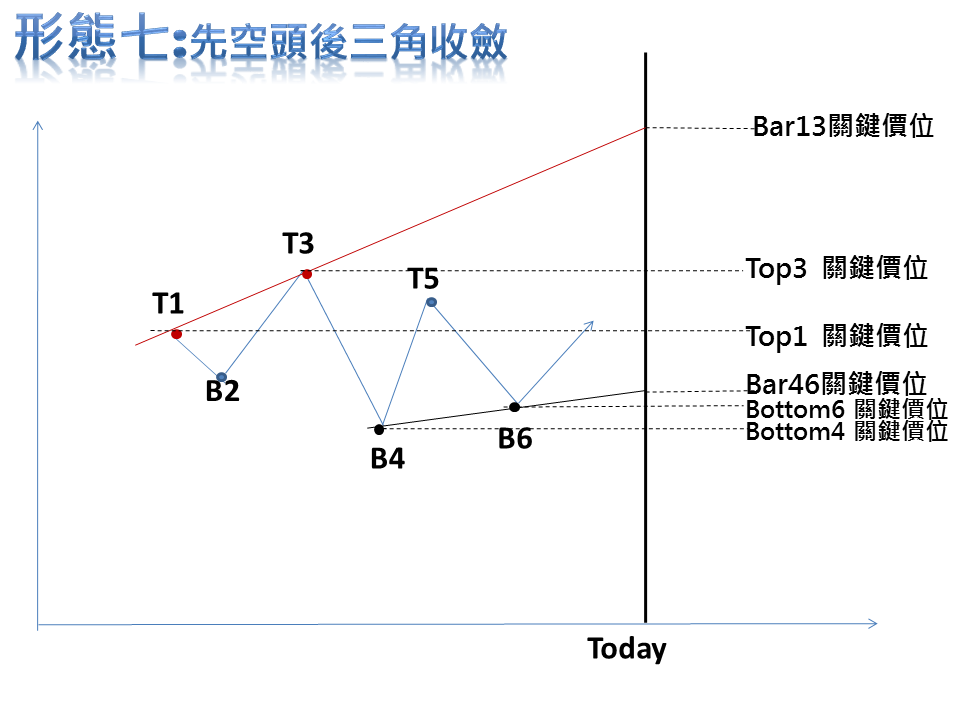 形態七:先空頭後三角收斂
Bar13關鍵價位
T3
Top3 關鍵價位
T5
T1
Top1 關鍵價位
B2
Bar46關鍵價位
Bottom6 關鍵價位
Bottom4 關鍵價位
B6
B4
Today